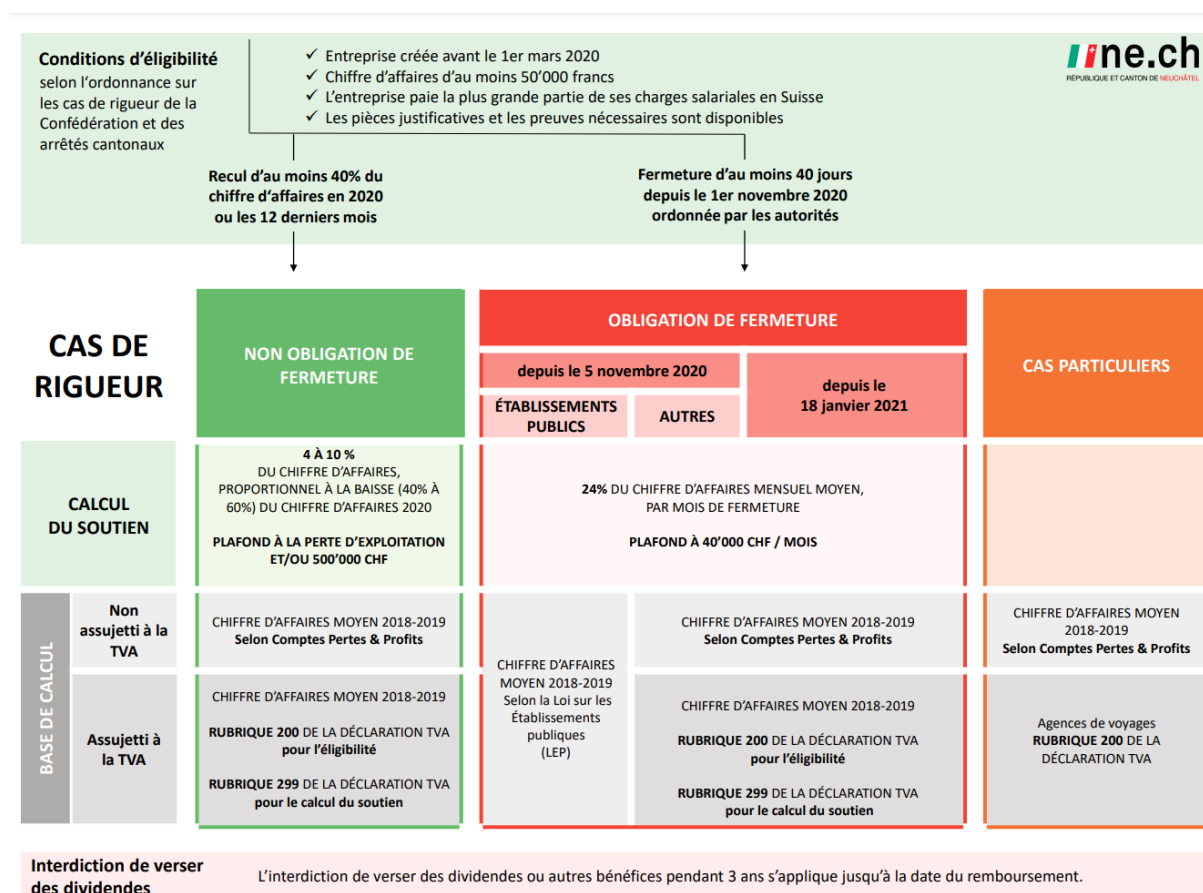 Conditions d'éligibilité
selon l'ordonnance sur
les cas de rigueur de la
Confédération et des
arrêtés cantonaux
✓ Entreprise créée avant le 1er mars 2020
✓ Chiffre d'affaires d'au moins 50'000 francs
✓ L'entreprise paie la plus grande partie de ses charges salariales en Suisse
✓ Les pièces justificatives et les preuves nécessaires sont disponibles
ne.ch
RÉPUBLIQUE ET CANTON DE NEUCHÂTEL
Recul d'au moins 40% du
chiffre d'affaires en 2020
ou les 12 derniers mois
Fermeture d'au moins 40 jours
depuis le 1er novembre 2020
ordonnée par les autorités
CAS DE
RIGUEUR
NON OBLIGATION DE
FERMETURE
OBLIGATION DE FERMETURE
depuis le 5 novembre 2020
ÉTABLISSEMENTS
PUBLICS
AUTRES
depuis le
18 janvier 2021
CAS PARTICULIERS
CALCUL
DU SOUTIEN
4 À 10 %
DU CHIFFRE D'AFFAIRES,
PROPORTIONNEL À LA BAISSE (40% À
60%) DU CHIFFRE D'AFFAIRES 2020
PLAFOND À LA PERTE D'EXPLOITATION
ET/OU 500'000 CHF
24% DU CHIFFRE D'AFFAIRES MENSUEL MOYEN,
PAR MOIS DE FERMETURE
PLAFOND À 40'000 CHF / MOIS
BASE DE CALCUL
Non
assujetti à la
TVA
CHIFFRE D'AFFAIRES MOYEN 2018-2019
Selon Comptes Pertes & Profits
CHIFFRE D'AFFAIRES
MOYEN 2018-2019
Selon la Loi sur les
Établissements
publiques
(LEP)
CHIFFRE D'AFFAIRES MOYEN 2018-2019
Selon Comptes Pertes & Profits
CHIFFRE D'AFFAIRES MOYEN
2018-2019
Selon Comptes Pertes & Profits
Assujetti à
la TVA
CHIFFRE D'AFFAIRES MOYEN 2018-2019
RUBRIQUE 200 DE LA DÉCLARATION TVA
pour l'éligibilité
RUBRIQUE 299 DE LA DÉCLARATION TVA
pour le calcul du soutien
CHIFFRE D'AFFAIRES MOYEN 2018-2019
RUBRIQUE 200 DE LA DÉCLARATION TVA
pour l'éligibilité
RUBRIQUE 299 DE LA DÉCLARATION TVA
pour le calcul du soutien
Agences de voyages
RUBRIQUE 200 DE LA
DÉCLARATION TVA
Interdiction de verser
des dividendes
L'interdiction de verser des dividendes ou autres bénéfices pendant 3 ans s'applique jusqu'à la date du remboursement.